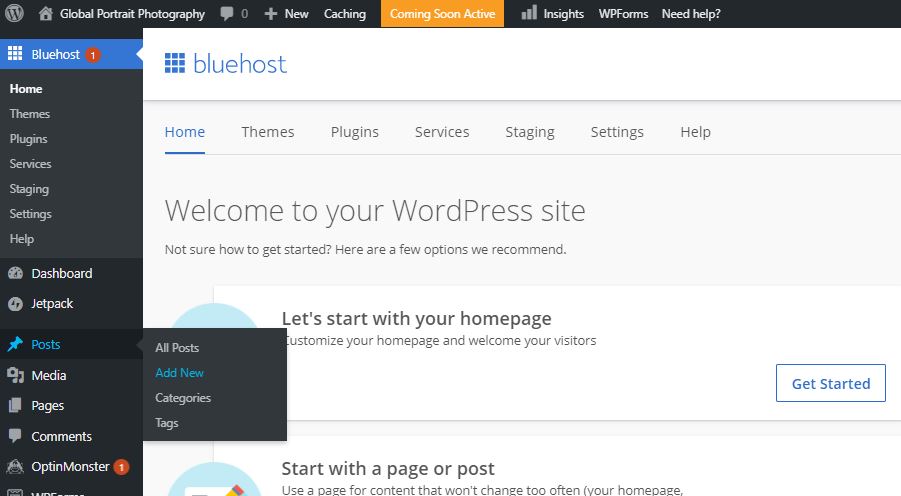 Global Portrait Photography 0 + New Caching Coming Soon Active Insights WPForms Need help?
Bluehost 1
Home
Themes
Plugins
Services
Staging
Settings
Help
Dashboard
Jetpack
Posts
Media
Pages
Comments
OptinMonster 1
WPForms
All Posts
Add New
Categories
Tags
bluehost
Home Themes Plugins Services Staging Settings Help
Welcome to your WordPress site
Not sure how to get started? Here are a few options we recommend.
Let's start with your homepage
Customize your homepage and welcome your visitors
Get Started
Start with a page or post
Use a page for content that won't change too often (your homepage,